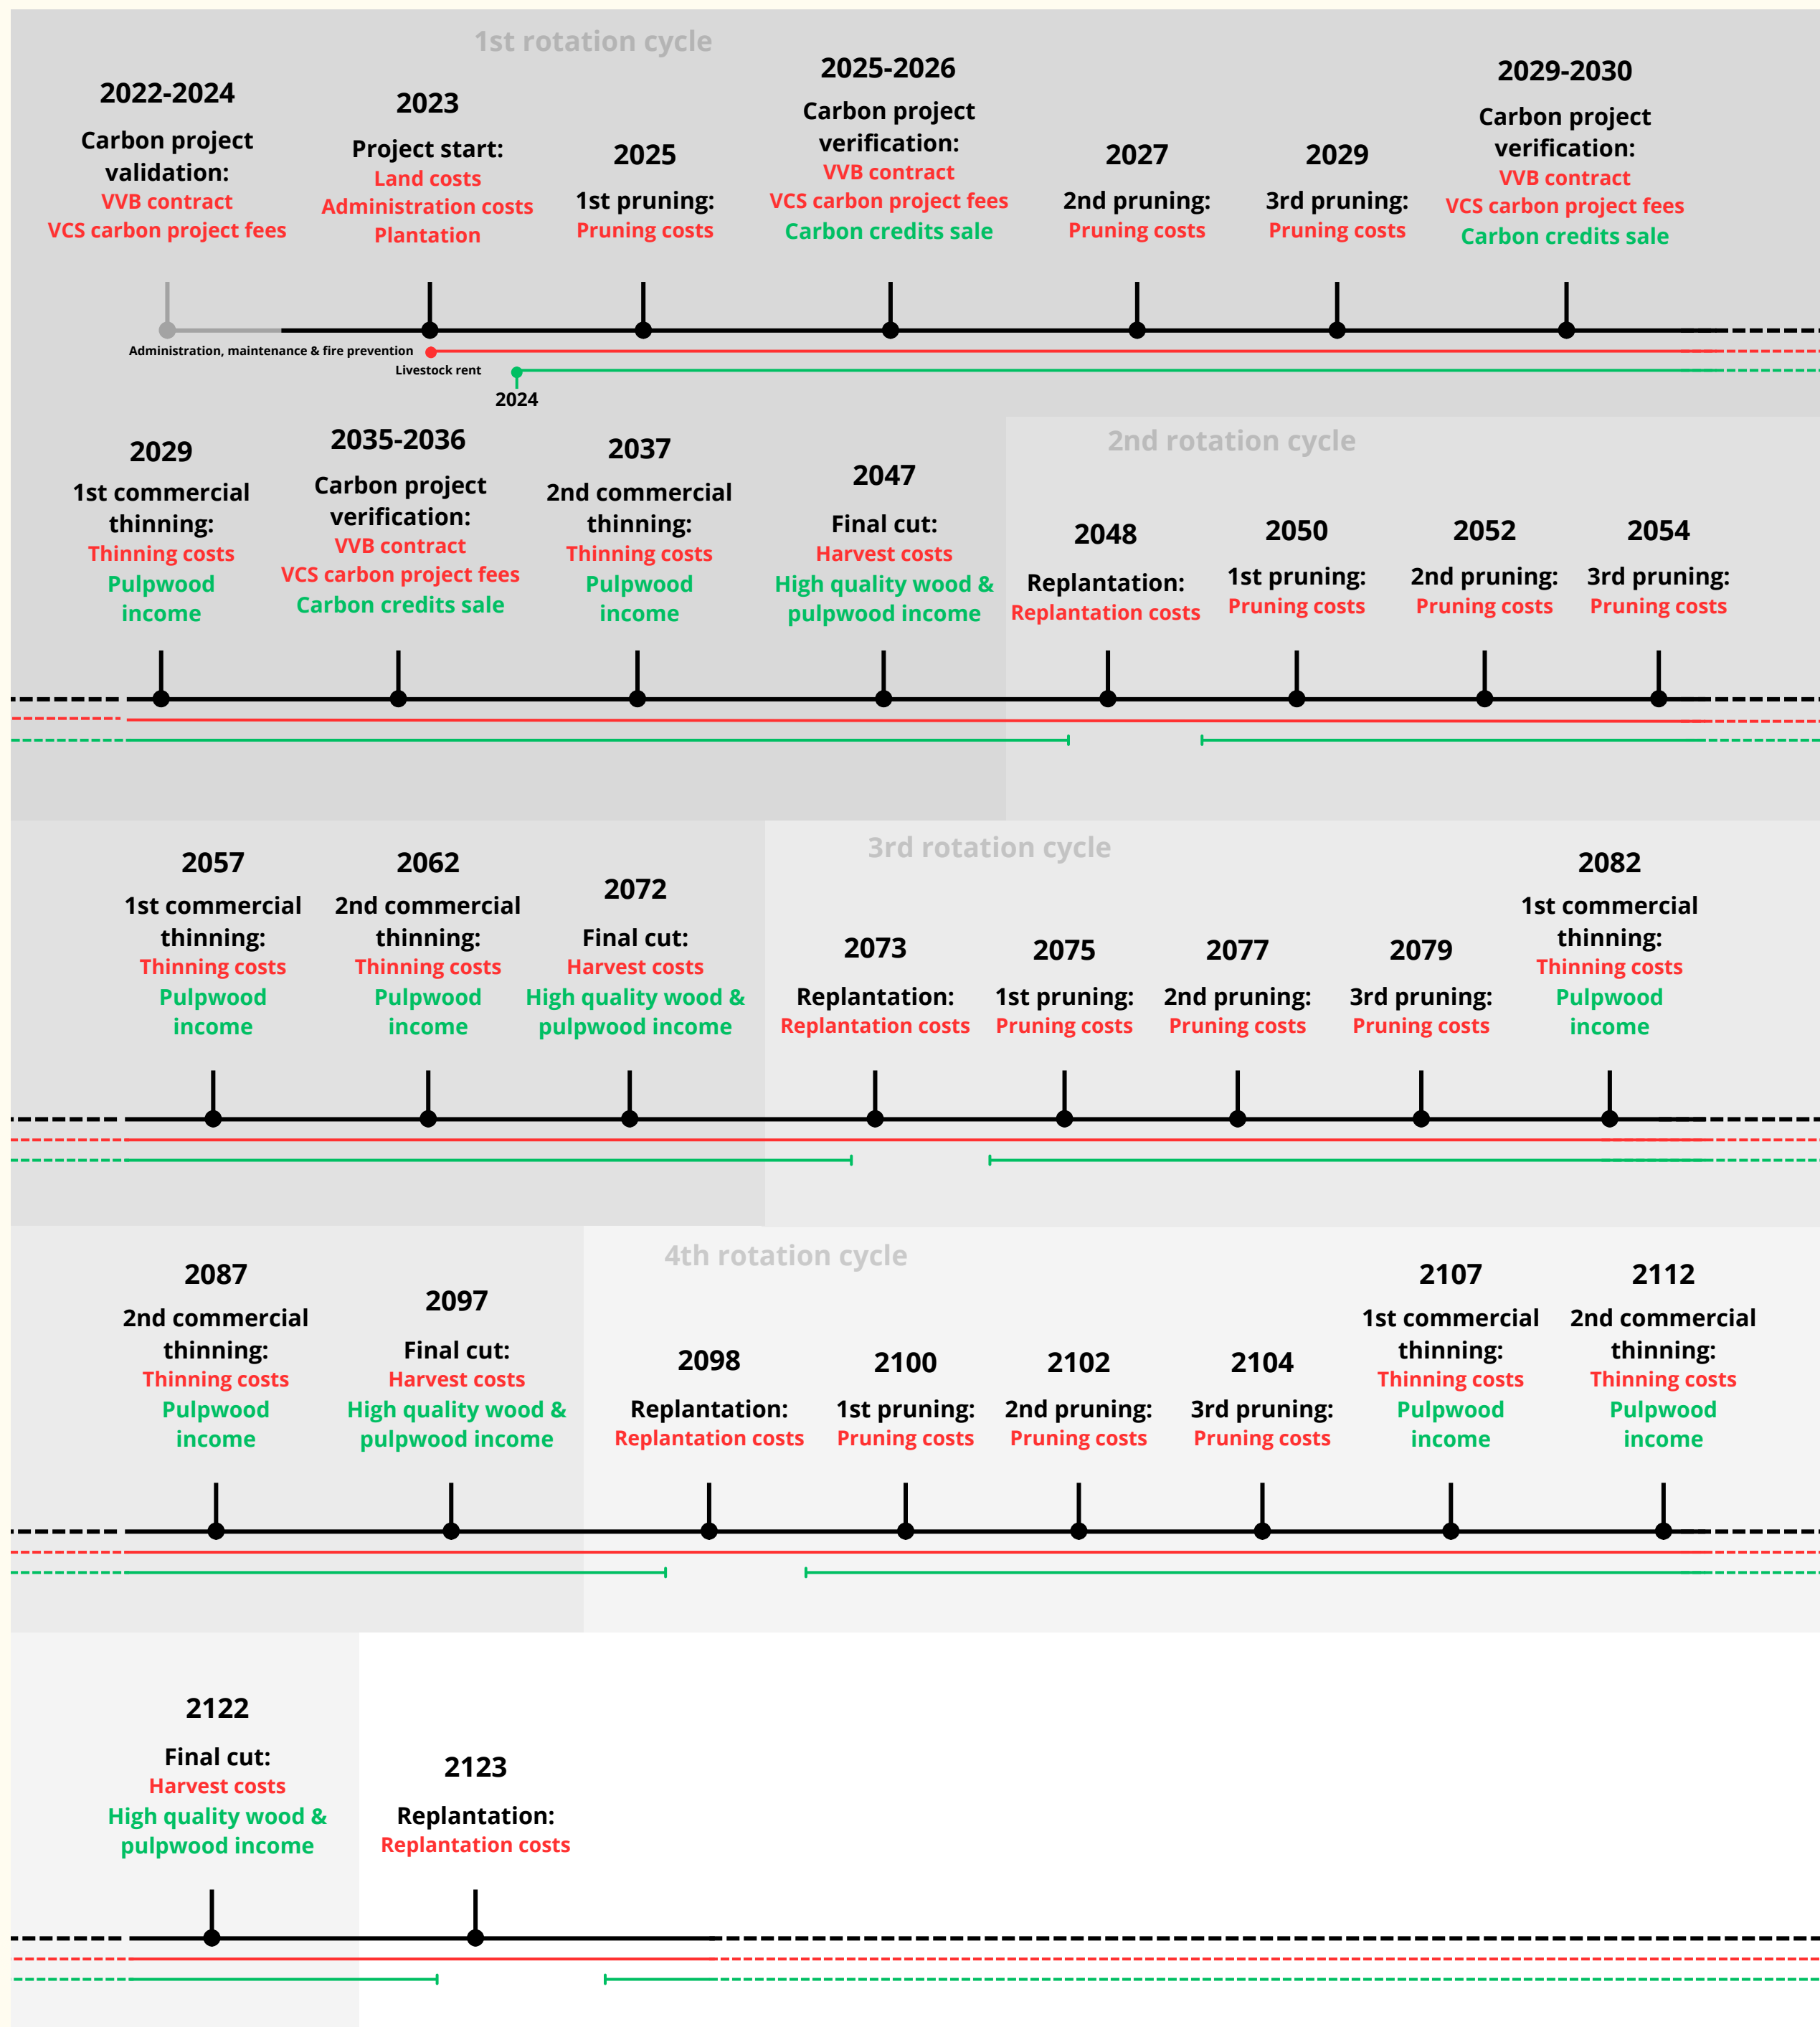 1st rotation cycle
2022-2024
Carbon project
validation:
VVB contract
VCS carbon project fees
2023
Project start:
Land costs
Administration costs
Plantation
2025
1st pruning:
Pruning costs
2025-2026
Carbon project
verification:
VVB contract
VCS carbon project fees
Carbon credits sale
2027
2nd pruning:
Pruning costs
2029
3rd pruning:
Pruning costs
2029-2030
Carbon project
verification:
VVB contract
VCS carbon project fees
Carbon credits sale
Administration, maintenance & fire prevention
Livestock rent
2024
2029
1st commercial
thinning:
Thinning costs
Pulpwood
income
2035-2036
Carbon project
verification:
VVB contract
VCS carbon project fees
Carbon credits sale
2037
2nd commercial
thinning:
Thinning costs
Pulpwood
income
2047
Final cut:
Harvest costs
High quality wood &
pulpwood income
2nd rotation cycle
2048
Replantation:
Replantation costs
2050
1st pruning:
Pruning costs
2052
2nd pruning:
Pruning costs
2054
3rd pruning:
Pruning costs
2057
1st commercial
thinning:
Thinning costs
Pulpwood
income
2062
2nd commercial
thinning:
Thinning costs
Pulpwood
income
2072
Final cut:
Harvest costs
High quality wood &
pulpwood income
3rd rotation cycle
2073
Replantation:
Replantation costs
2075
1st pruning:
Pruning costs
2077
2nd pruning:
Pruning costs
2079
3rd pruning:
Pruning costs
2082
1st commercial
thinning:
Thinning costs
Pulpwood
income
2087
2nd commercial
thinning:
Thinning costs
Pulpwood
income
2097
Final cut:
Harvest costs
High quality wood &
pulpwood income
4th rotation cycle
2098
Replantation:
Replantation costs
2100
1st pruning:
Pruning costs
2102
2nd pruning:
Pruning costs
2104
3rd pruning:
Pruning costs
2107
1st commercial
thinning:
Thinning costs
Pulpwood
income
2112
2nd commercial
thinning:
Thinning costs
Pulpwood
income
2122
Final cut:
Harvest costs
High quality wood &
pulpwood income
2123
Replantation:
Replantation costs